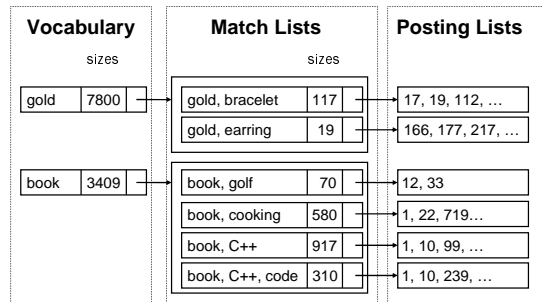 Vocabulary Match Lists Posting Lists
sizes sizes
gold 7800 gold, bracelet 117 17, 19, 112, …
gold, earring 19 166, 177, 217, …
book 3409 book, golf 70 12, 33
book, cooking 580 1, 22, 719…
book, C++ 917 1, 10, 99, …
book, C++, code 310 1, 10, 239, …